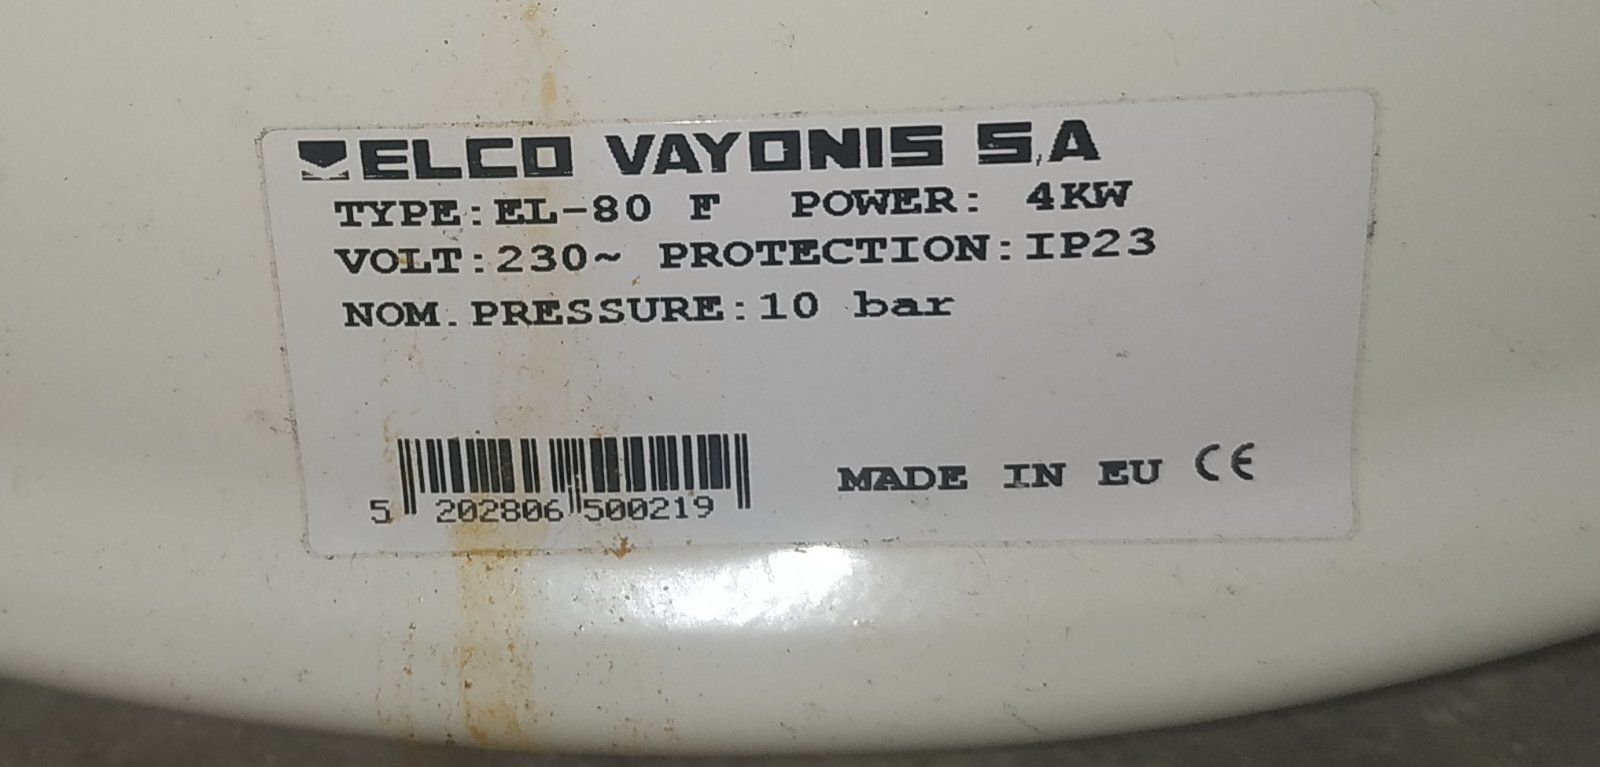 ELCO VAYONIS S.A
TYPE:EL-80 F POWER: 4KW
VOLT:230~ PROTECTION:IP23
NOM.PRESSURE:10 bar
5 202806 500219
MADE IN EU CE